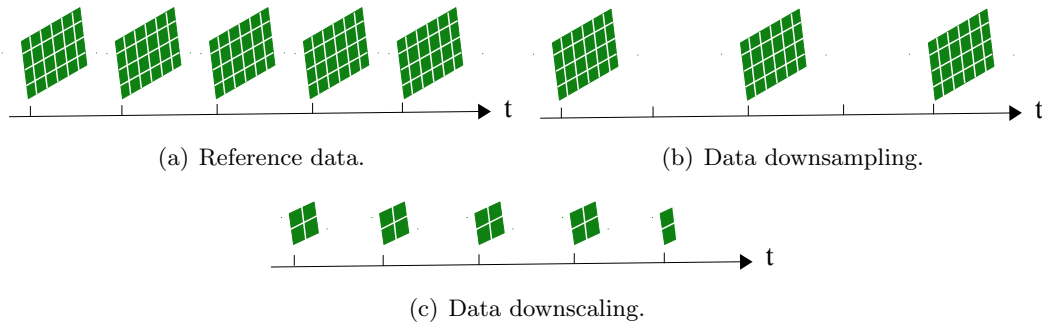 t
t
(a) Reference data.
(b) Data downsampling.
t
(c) Data downscaling.